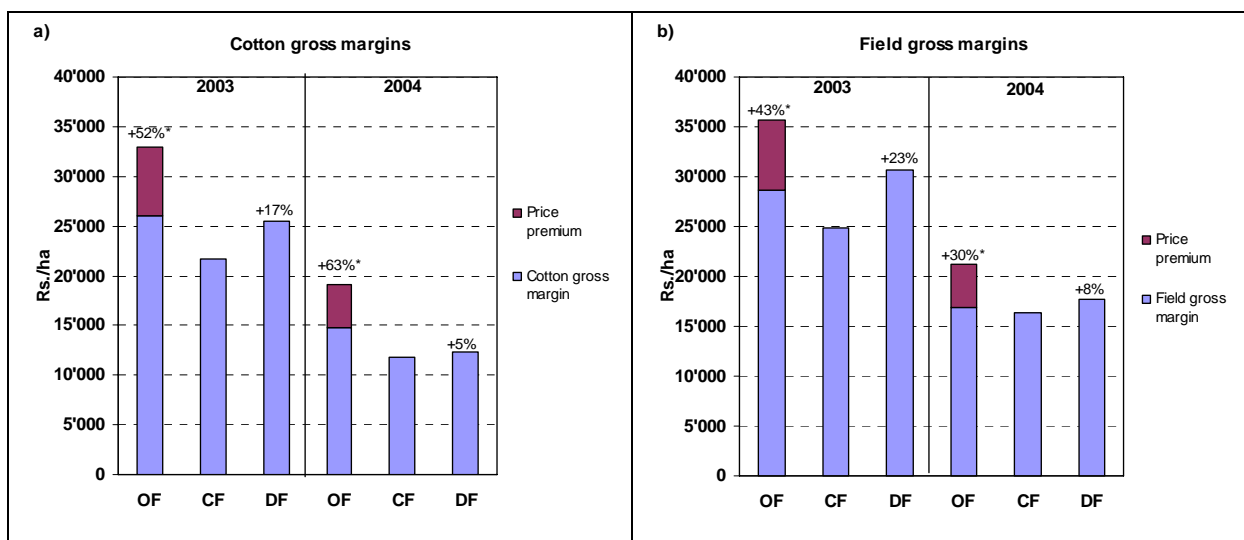 a)
Cotton gross margins
Rs./ha
40'000
35'000
30'000
25'000
20'000
15'000
10'000
5'000
0
2003
2004
+52%*
+17%
+63%*
+5%
OF
CF
DF
OF
CF
DF
Price
premium
Cotton gross
margin
b)
Field gross margins
Rs./ha
40'000
35'000
30'000
25'000
20'000
15'000
10'000
5'000
0
2003
2004
+43%*
+23%
+30%*
+8%
OF
CF
DF
OF
CF
DF
Price
premium
Field gross
margin